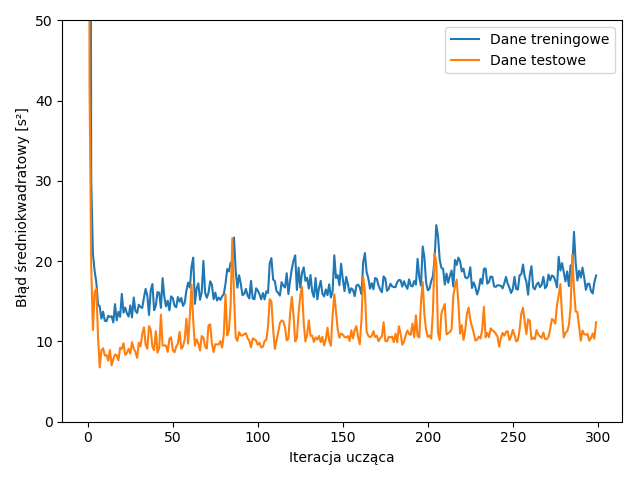 50
40
30
20
10
0
Błąd średniokwadratowy [s²]
Dane treningowe
Dane testowe
0 50 100 150 200 250 300
Iteracja ucząca